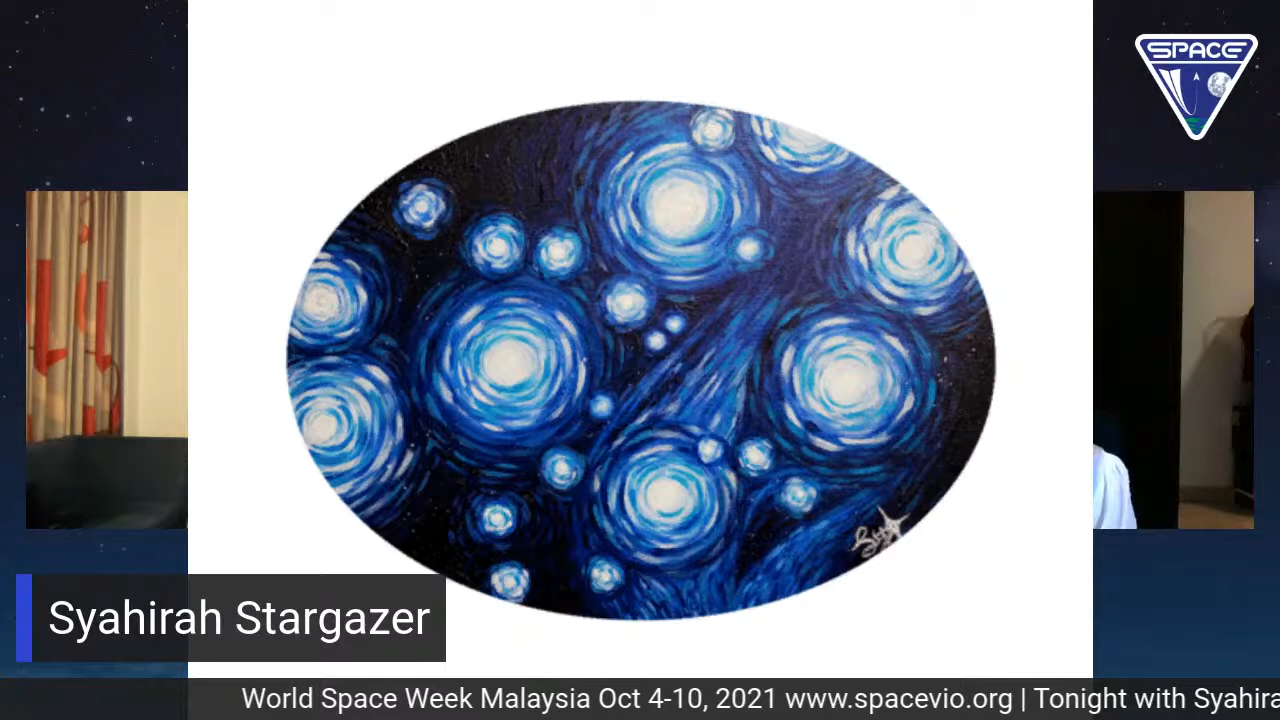 SPACE
Syahirah Stargazer
World Space Week Malaysia Oct 4-10, 2021 www.spacevio.org | Tonight with Syahira